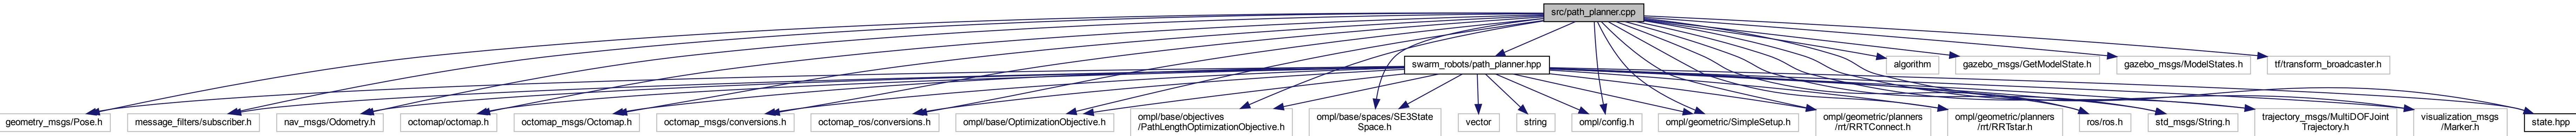 src/path_planner.cpp
swarm_robots/path_planner.hpp
algorithm
gazebo_msgs/GetModelState.h
gazebo_msgs/ModelStates.h
tf/transform_broadcaster.h
geometry_msgs/Pose.h
message_filters/subscriber.h
nav_msgs/Odometry.h
octomap/octomap.h
octomap_msgs/Octomap.h
octomap_msgs/conversions.h
octomap_ros/conversions.h
ompl/base/OptimizationObjective.h
ompl/base/objectives
/PathLengthOptimizationObjective.h
ompl/base/spaces/SE3State
Space.h
vector
string
ompl/config.h
ompl/geometric/SimpleSetup.h
ompl/geometric/planners
/rrt/RRTConnect.h
ompl/geometric/planners
/rrt/RRTstar.h
ros/ros.h
std_msgs/String.h
trajectory_msgs/MultiDOFJoint
Trajectory.h
visualization_msgs
/Marker.h
state.hpp